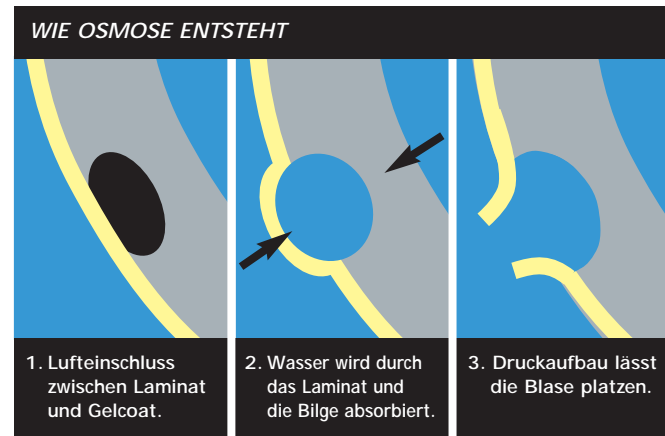 WIE OSMOSE ENTSTEHT
1. Lufteinschluss
zwischen Laminat
und Gelcoat.
2. Wasser wird durch
das Laminat und
die Bilge absorbiert.
3. Druckaufbau lässt
die Blase platzen.